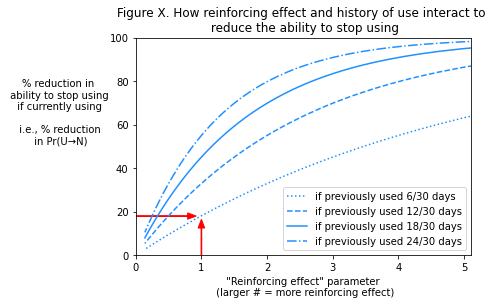 Figure X. How reinforcing effect and history of use interact to
reduce the ability to stop using
% reduction in
ability to stop using
if currently using
i.e., % reduction
in Pr(U→N)
100
80
60
40
20
0
if previously used 6/30 days
if previously used 12/30 days
if previously used 18/30 days
if previously used 24/30 days
0 1 2 3 4 5
"Reinforcing effect" parameter
(larger # = more reinforcing effect)